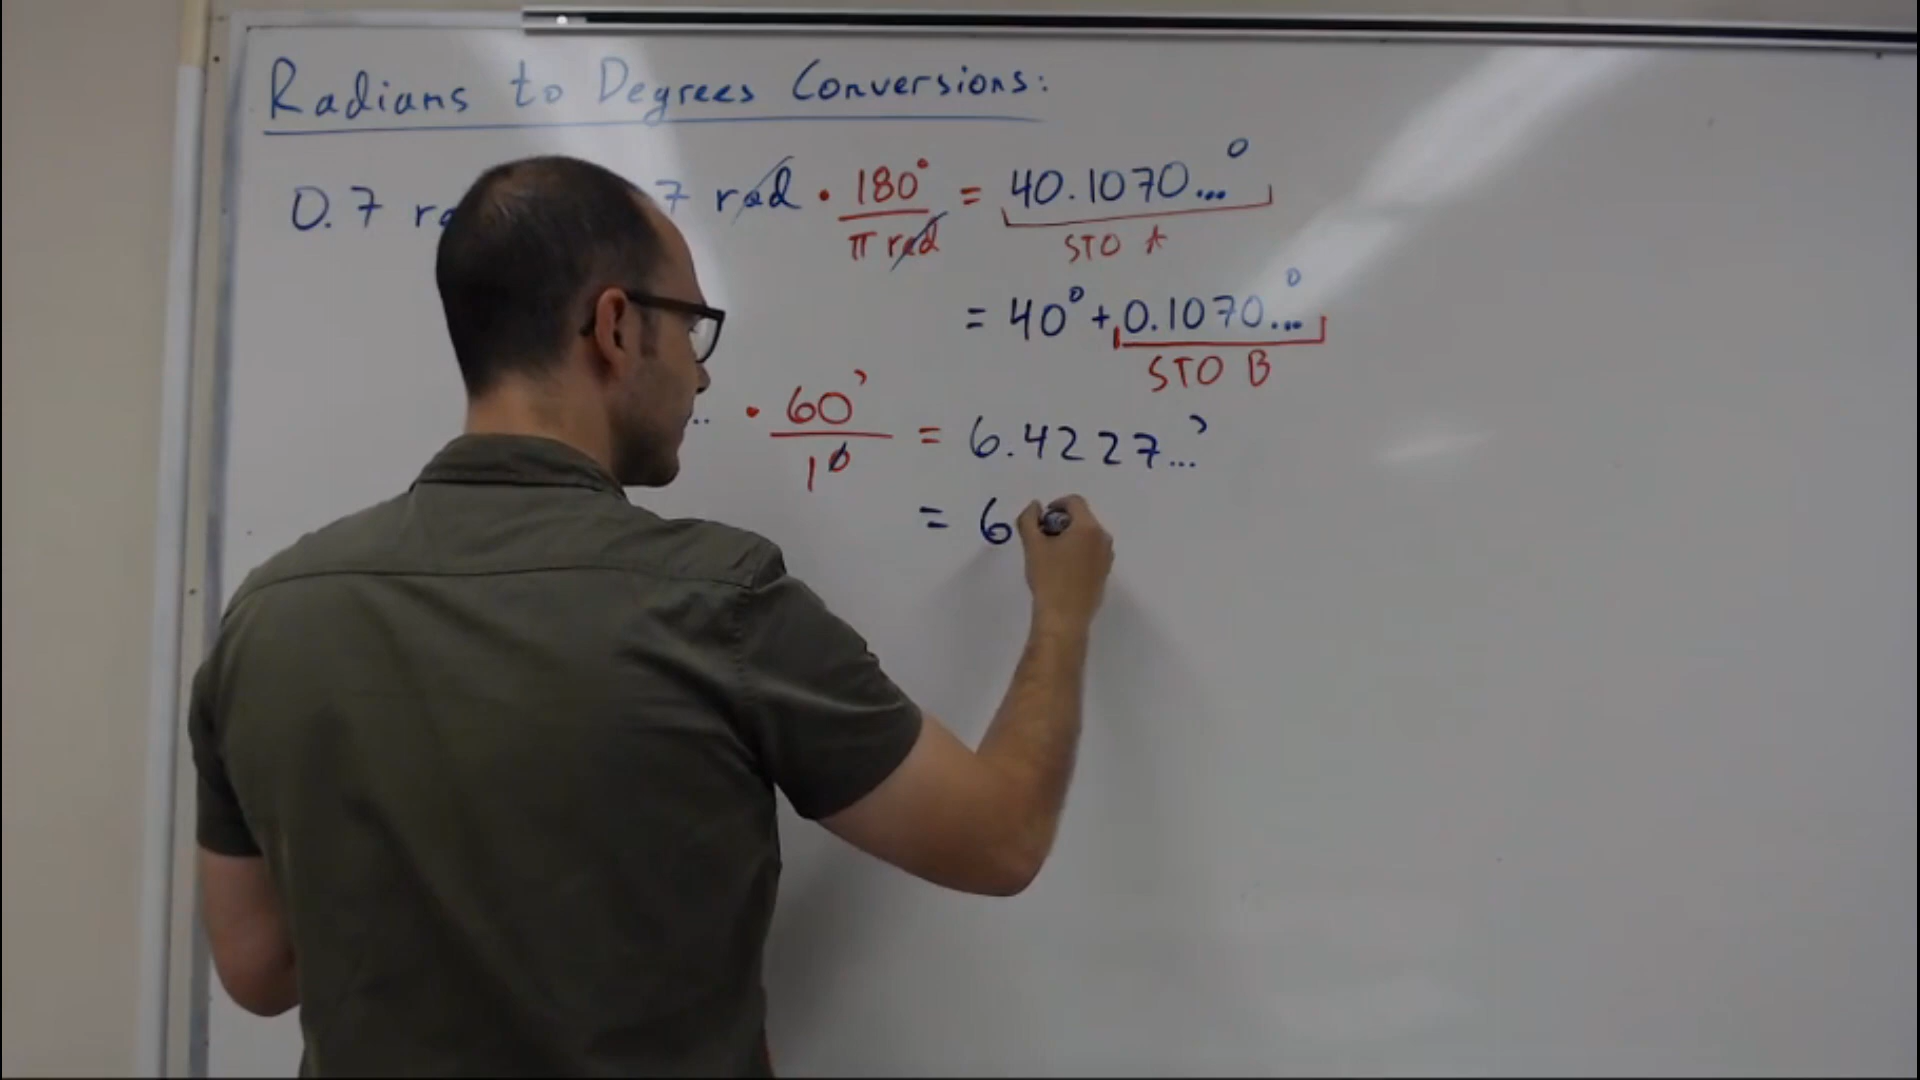 Radians to Degrees Conversions:
0.7 7 rad · 180° / π rad = 40.1070...°
STO A
= 40° + 0.1070...°
STO B
... · 60' / 1° = 6.4227...'
= 6